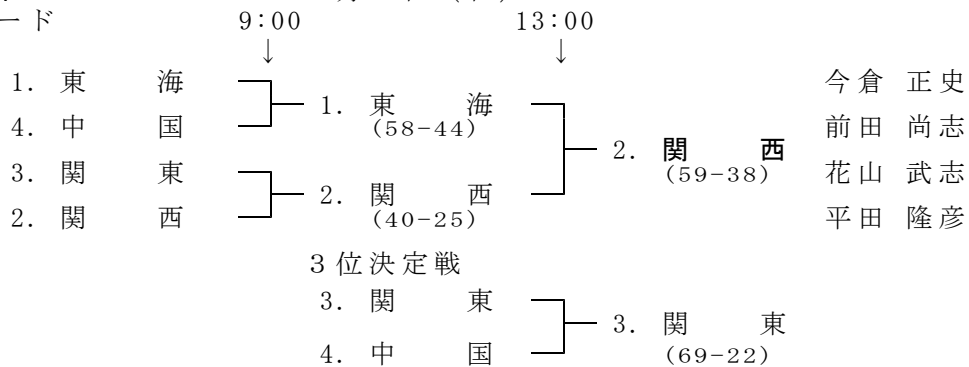 ード 9:00 13:00
↓ ↓
1. 東 海 今倉 正史
1. 東 海
(58-44)
4. 中 国 前田 尚志
2. 関 西
(59-38)
3. 関 東 花山 武志
2. 関 西
(40-25)
2. 関 西 平田 隆彦
3位決定戦
3. 関 東
3. 関 東
(69-22)
4. 中 国